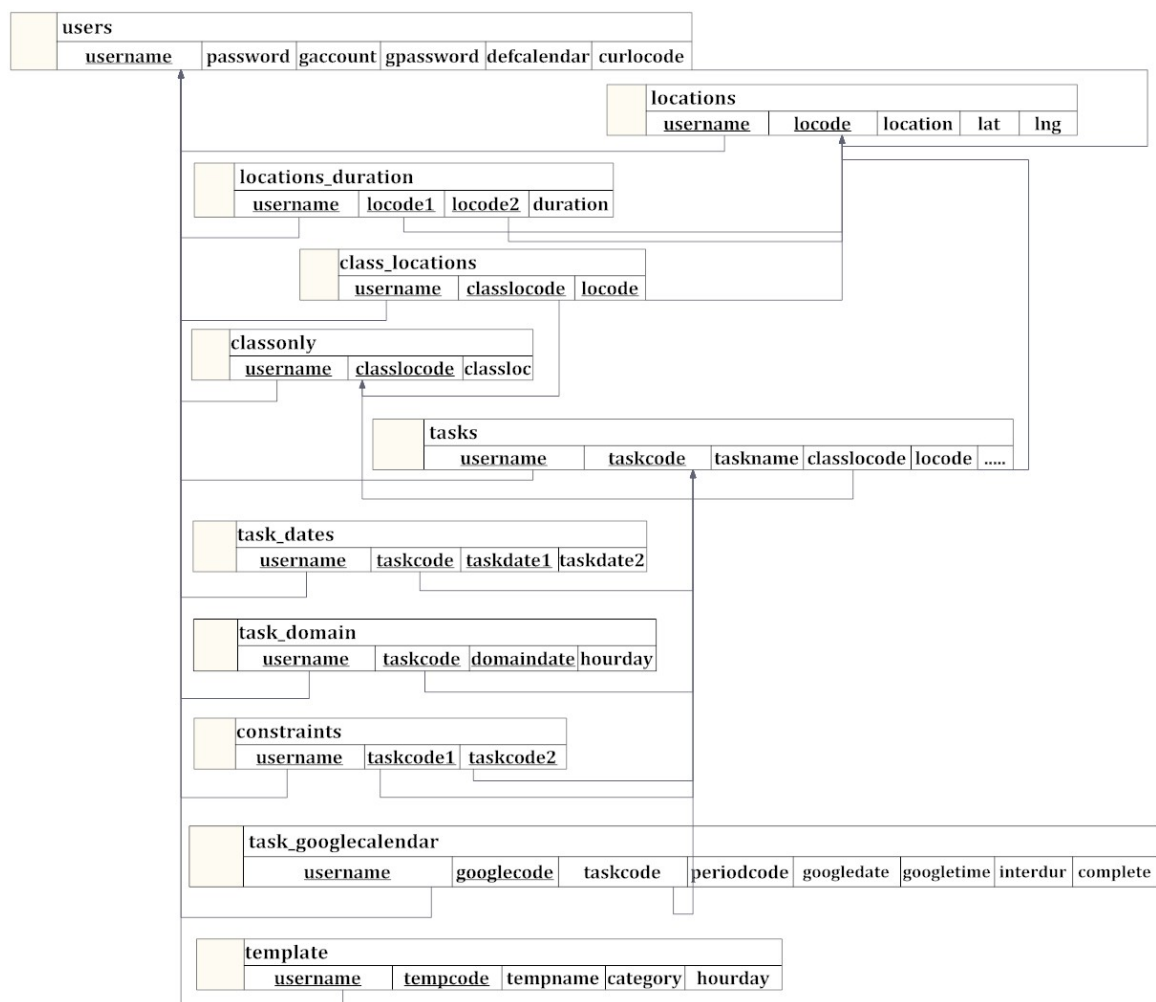 users
username password gaccount gpassword defcalendar curlocode
locations
username locode location lat lng
locations_duration
username locode1 locode2 duration
class_locations
username classlocode locode
classonly
username classlocode classloc
tasks
username taskcode taskname classlocode locode .....
task_dates
username taskcode taskdate1 taskdate2
task_domain
username taskcode domaindate hourday
constraints
username taskcode1 taskcode2
task_googlecalendar
username googlecode taskcode periodcode googledate googletime interdur complete
template
username tempcode tempname category hourday